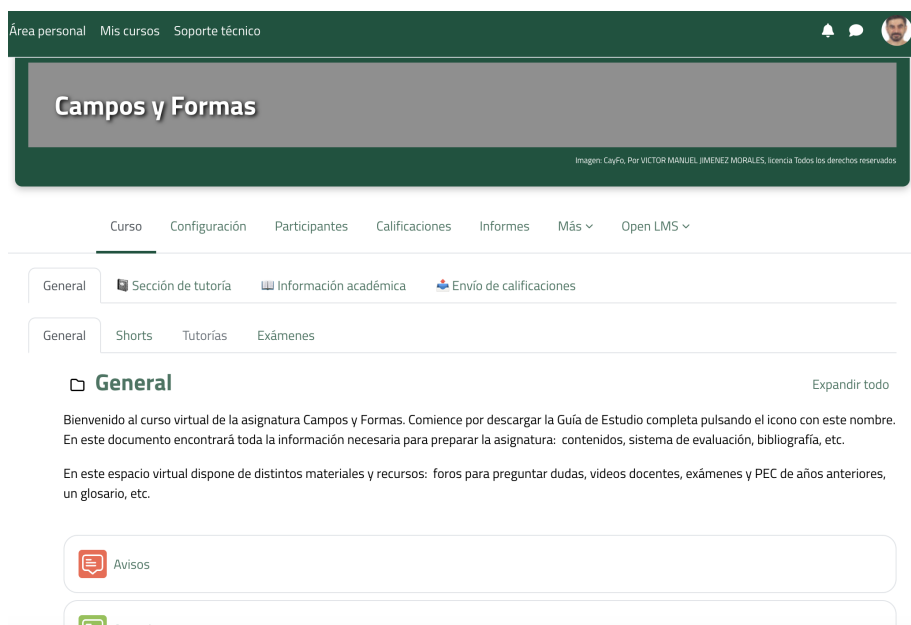 Área personal Mis cursos Soporte técnico
Campos y Formas
Imagen: CayFo, Por VICTOR MANUEL JIMENEZ MORALES, licencia Todos los derechos reservados
Curso Configuración Participantes Calificaciones Informes Más Open LMS
General Sección de tutoría Información académica Envío de calificaciones
General Shorts Tutorías Exámenes
General Expandir todo
Bienvenido al curso virtual de la asignatura Campos y Formas. Comience por descargar la Guía de Estudio completa pulsando el icono con este nombre.
En este documento encontrará toda la información necesaria para preparar la asignatura: contenidos, sistema de evaluación, bibliografía, etc.
En este espacio virtual dispone de distintos materiales y recursos: foros para preguntar dudas, videos docentes, exámenes y PEC de años anteriores,
un glosario, etc.
Avisos